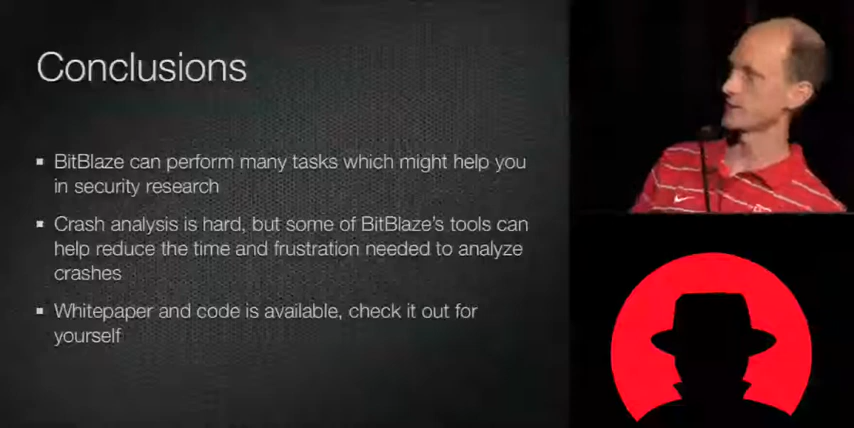 Conclusions
▪ BitBlaze can perform many tasks which might help you
in security research
▪ Crash analysis is hard, but some of BitBlaze's tools can
help reduce the time and frustration needed to analyze
crashes
▪ Whitepaper and code is available, check it out for
yourself